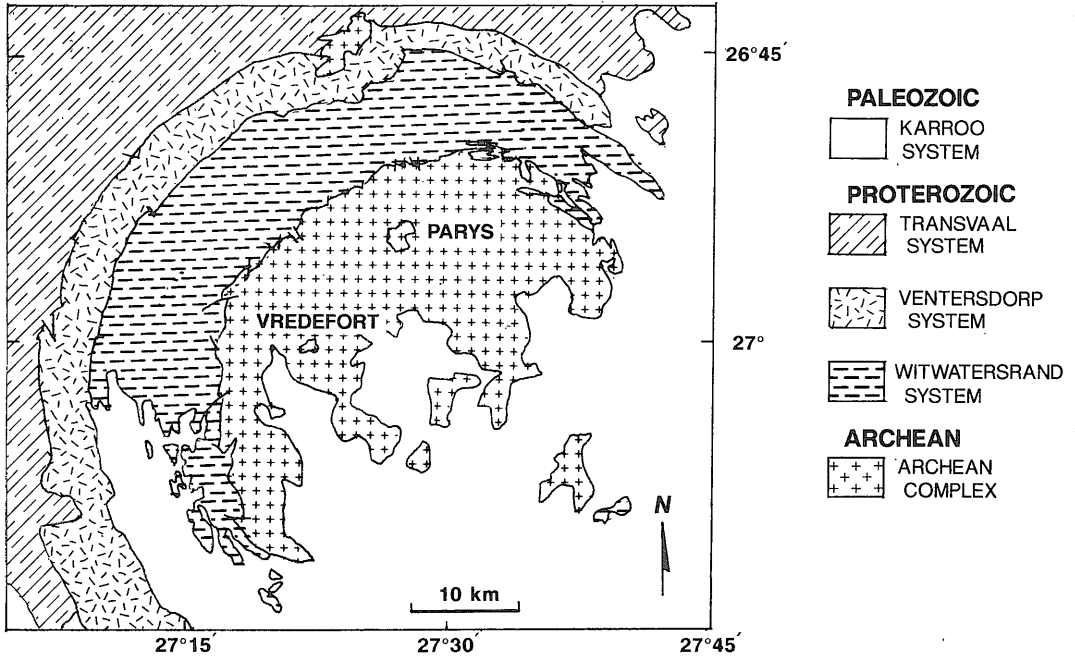 26°45′
PARYS
VREDEFORT
27°
N
10 km
27°15′
27°30′
27°45′
PALEOZOIC
KARROO
SYSTEM
PROTEROZOIC
TRANSVAAL
SYSTEM
VENTERSDORP
SYSTEM
WITWATERSRAND
SYSTEM
ARCHEAN
ARCHEAN
COMPLEX